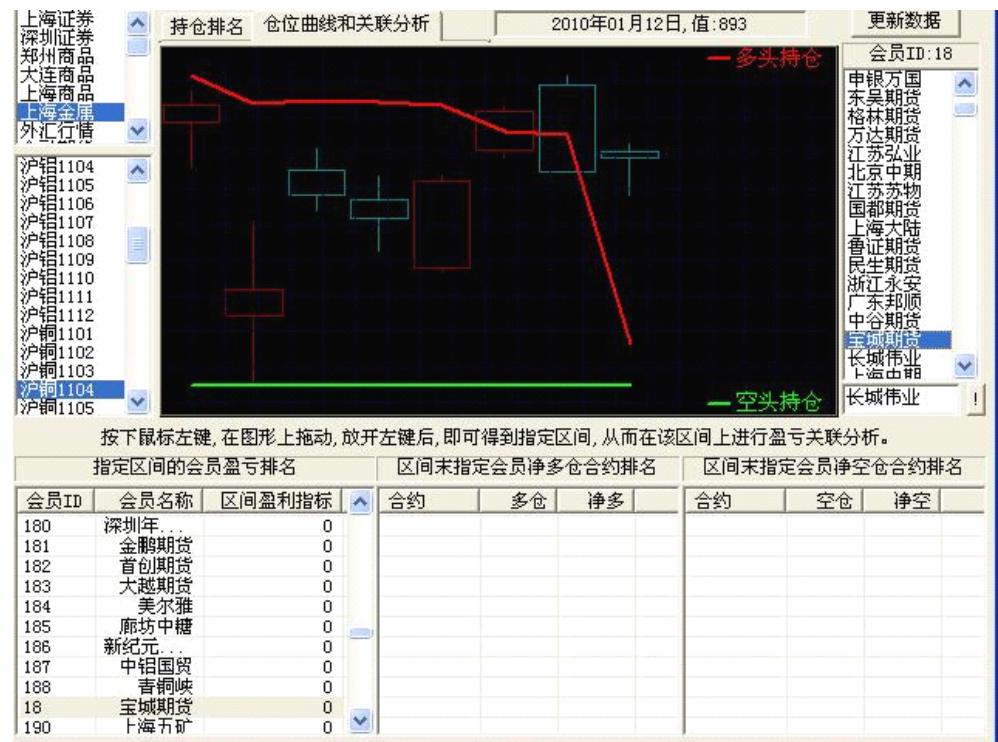 上海证券
深圳证券
郑州商品
大连商品
上海商品
上海金属
外汇行情
持仓排名
仓位曲线和关联分析
2010年01月12日,值:893
更新数据
沪铝1104
沪铝1105
沪铝1106
沪铝1107
沪铝1108
沪铝1109
沪铝1110
沪铝1111
沪铝1112
沪铜1101
沪铜1102
沪铜1103
沪铜1104
沪铜1105
多头持仓
空头持仓
会员ID:18
申银万国
东吴期货
格林期货
万达期货
江苏弘业
北京中期
江苏苏物
国都期货
上海大陆
鲁证期货
民生期货
浙江永安
广东邦顺
中谷期货
宝城期货
长城伟业
上海中期
长城伟业 !
按下鼠标左键,在图形上拖动,放开左键后,即可得到指定区间,从而在该区间上进行盈亏关联分析。
指定区间的会员盈亏排名
会员ID 会员名称 区间盈利指标
180 深圳年... 0
181 金鹏期货 0
182 首创期货 0
183 大越期货 0
184 美尔雅 0
185 廊坊中糖 0
186 新纪元... 0
187 中铝国贸 0
188 青铜峡 0
18 宝城期货 0
190 上海五矿 0
区间末指定会员净多仓合约排名
合约 多仓 净多
区间末指定会员净空仓合约排名
合约 空仓 净空